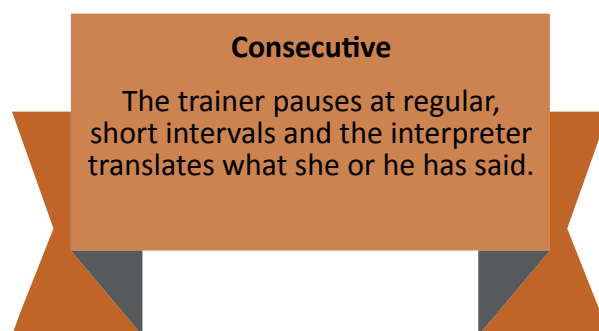 Consecutive
The trainer pauses at regular,
short intervals and the interpreter
translates what she or he has said.